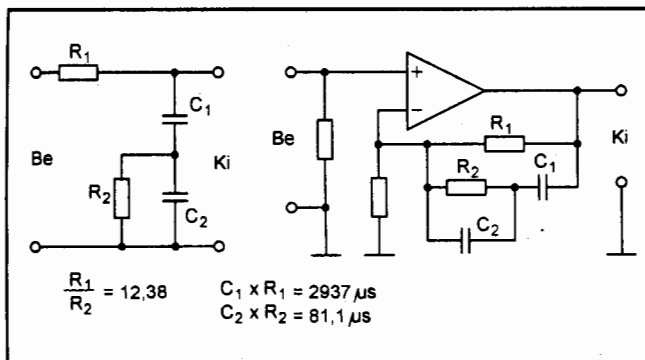 R1
C1
Be
Ki
R2
C2
R1/R2 = 12,38
C1 x R1 = 2937 µs
C2 x R2 = 81,1 µs
+
−
Be
R1
Ki
R2
C1
C2